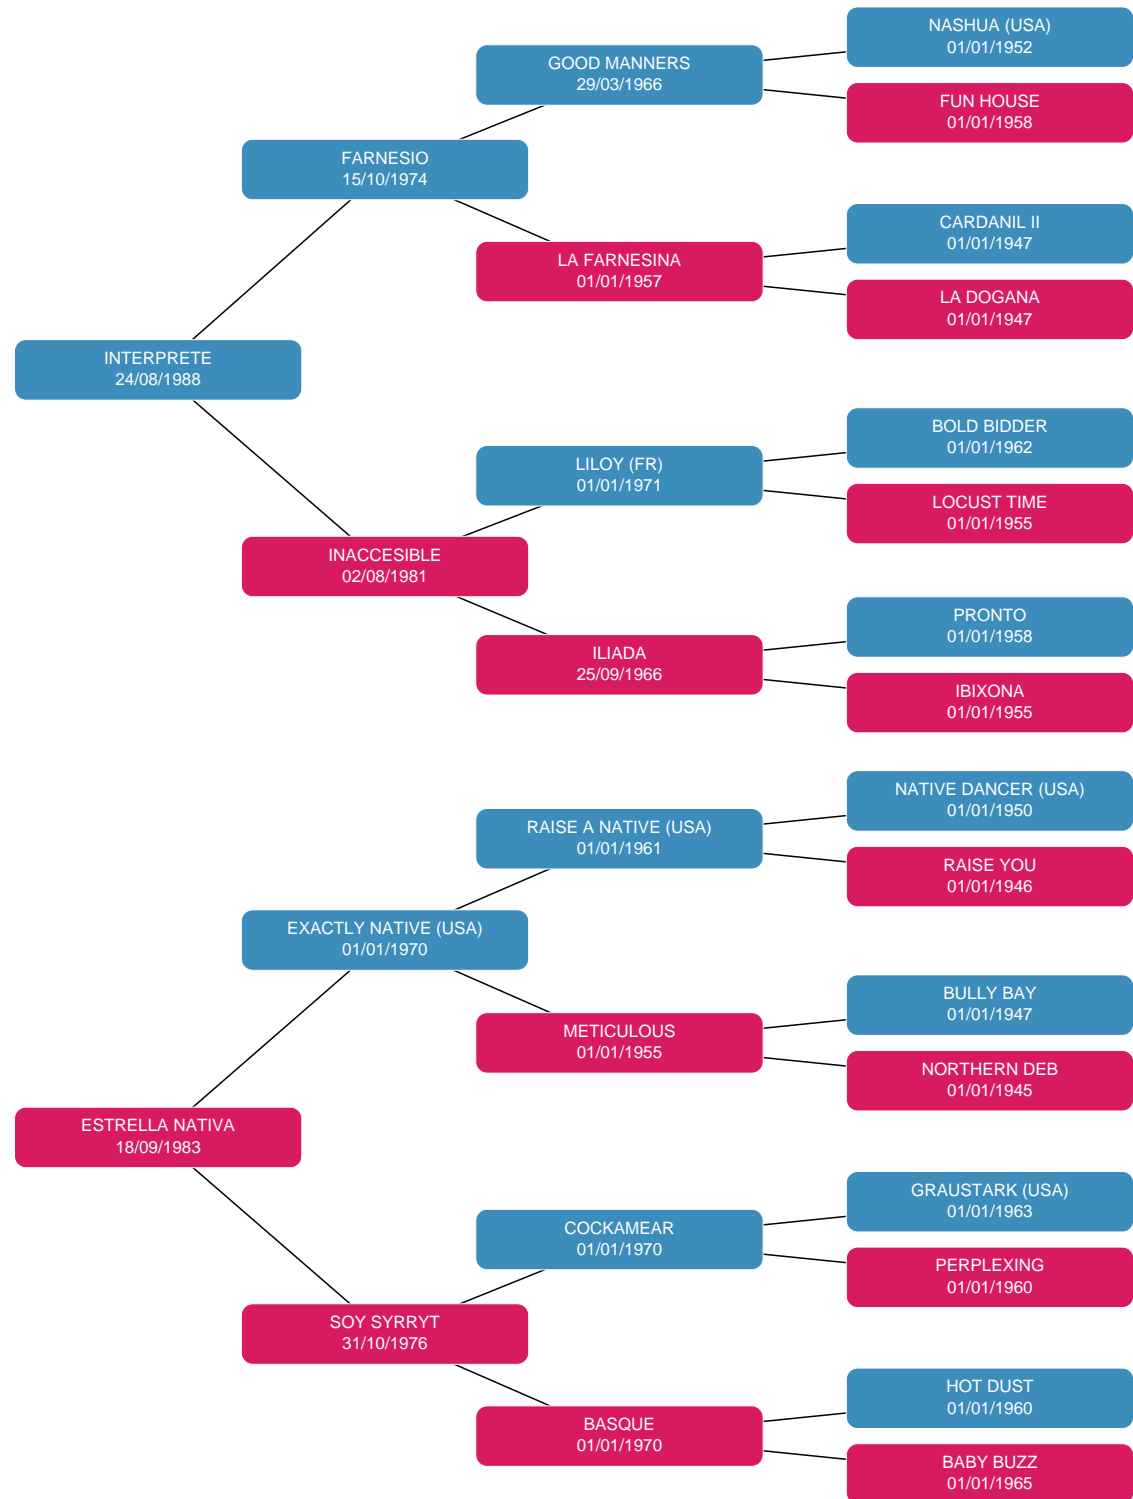 NASHUA (USA)
01/01/1952
GOOD MANNERS
29/03/1966
FUN HOUSE
01/01/1958
FARNESIO
15/10/1974
CARDANIL II
01/01/1947
LA FARNESINA
01/01/1957
LA DOGANA
01/01/1947
INTERPRETE
24/08/1988
BOLD BIDDER
01/01/1962
LILOY (FR)
01/01/1971
LOCUST TIME
01/01/1955
INACCESIBLE
02/08/1981
PRONTO
01/01/1958
ILIADA
25/09/1966
IBIXONA
01/01/1955
NATIVE DANCER (USA)
01/01/1950
RAISE A NATIVE (USA)
01/01/1961
RAISE YOU
01/01/1946
EXACTLY NATIVE (USA)
01/01/1970
BULLY BAY
01/01/1947
METICULOUS
01/01/1955
NORTHERN DEB
01/01/1945
ESTRELLA NATIVA
18/09/1983
GRAUSTARK (USA)
01/01/1963
COCKAMEAR
01/01/1970
PERPLEXING
01/01/1960
SOY SYRRYT
31/10/1976
HOT DUST
01/01/1960
BASQUE
01/01/1970
BABY BUZZ
01/01/1965